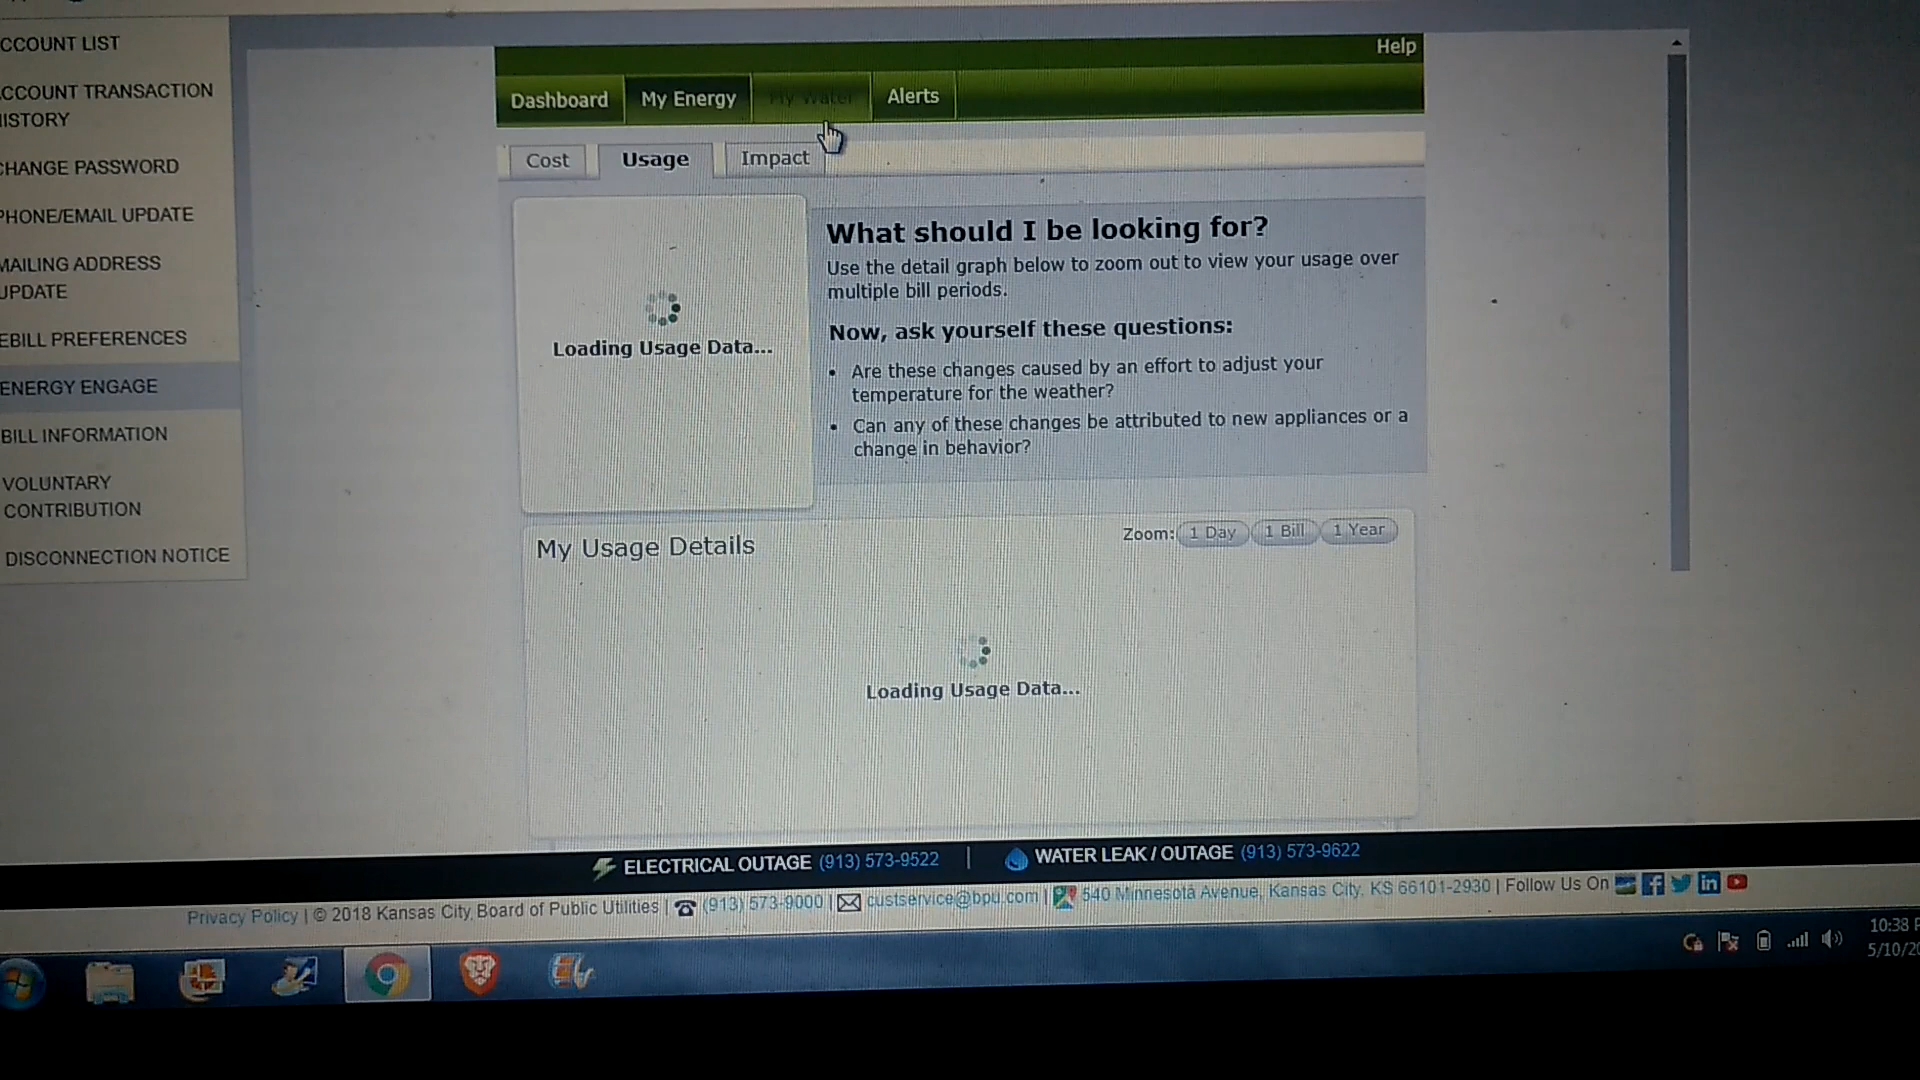 Help
Dashboard My Energy My Water Alerts
Cost Usage Impact
CCOUNT LIST
CCOUNT TRANSACTION
ISTORY
CHANGE PASSWORD
PHONE/EMAIL UPDATE
MAILING ADDRESS
UPDATE
EBILL PREFERENCES
ENERGY ENGAGE
BILL INFORMATION
VOLUNTARY
CONTRIBUTION
DISCONNECTION NOTICE
Loading Usage Data...
What should I be looking for?
Use the detail graph below to zoom out to view your usage over
multiple bill periods.
Now, ask yourself these questions:
• Are these changes caused by an effort to adjust your
temperature for the weather?
• Can any of these changes be attributed to new appliances or a
change in behavior?
My Usage Details
Zoom: 1 Day 1 Bill 1 Year
Loading Usage Data...
ELECTRICAL OUTAGE (913) 573-9522 | WATER LEAK / OUTAGE (913) 573-9622
Privacy Policy | © 2018 Kansas City, Board of Public Utilities | (913) 573-9000 | custservice@bpu.com | 540 Minnesota Avenue, Kansas City, KS 66101-2930 | Follow Us On
10:38 P
5/10/20